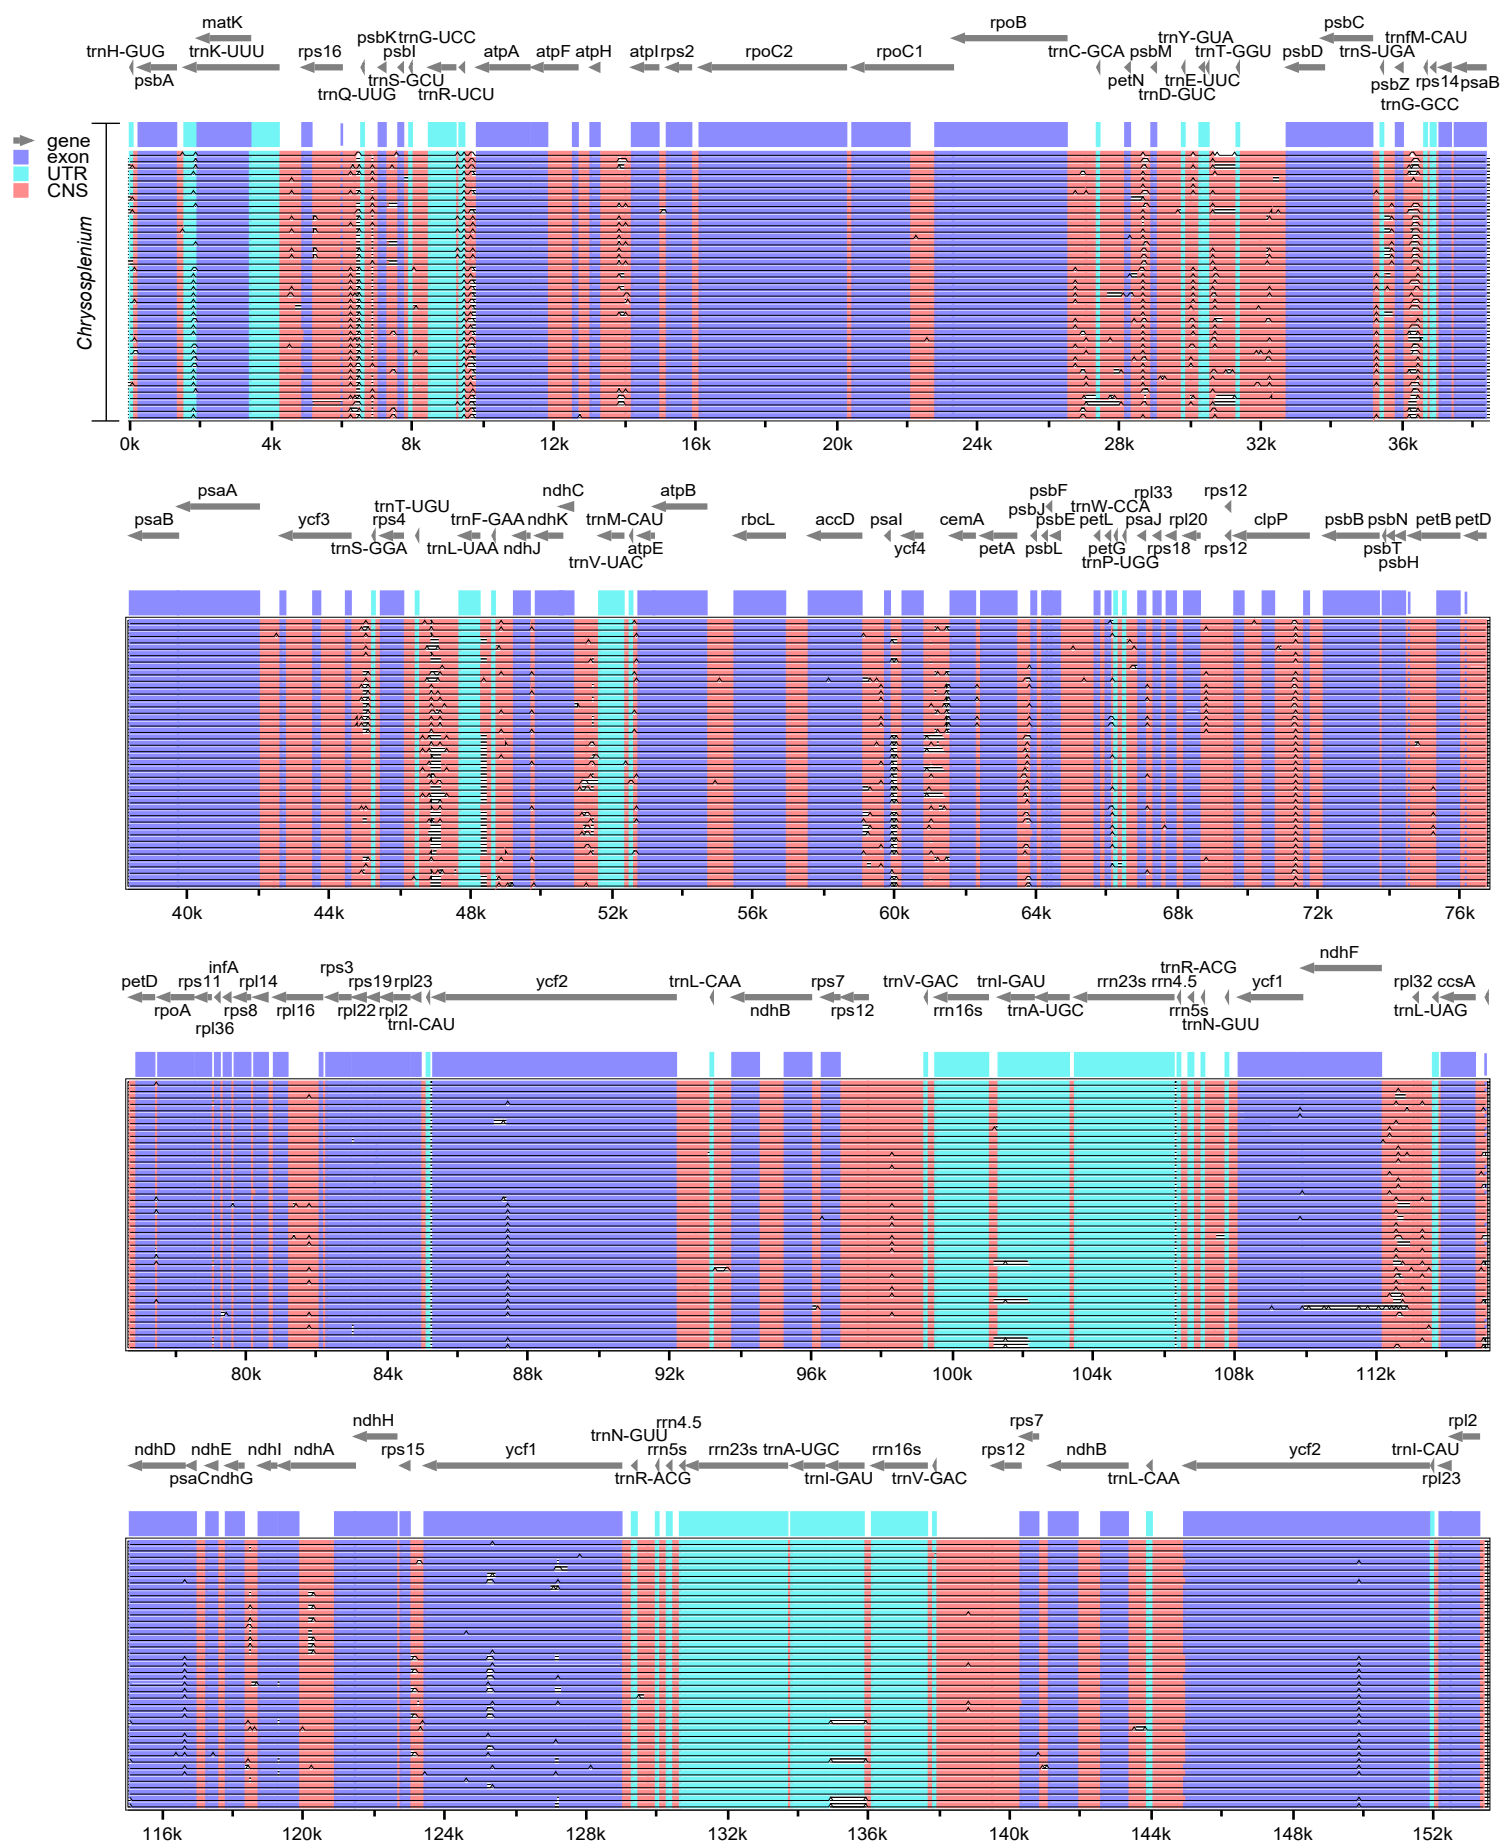 matK psbK trnG-UCC rpoB trnY-GUA psbC trnfM-CAU
trnH-GUG trnK-UUU rps16 psbI atpA atpF atpH atpI rps2 rpoC2 rpoC1 trnC-GCA psbM trnT-GGU psbD trnS-UGA
psbA trnS-GCU petN trnE-UUC psbZ rps14 psaB
trnQ-UUG trnR-UCU trnD-GUC trnG-GCC
gene
exon
UTR
CNS
Chrysosplenium
0k 4k 8k 12k 16k 20k 24k 28k 32k 36k
psaA trnT-UGU ndhC atpB psbF rpl33 rps12
psbJ trnW-CCA
psaB ycf3 rps4 trnF-GAA ndhK trnM-CAU rbcL accD psaI cemA psbE petL psaJ rpl20 clpP psbB psbN petB petD
trnS-GGA trnL-UAA ndhJ atpE ycf4 petA psbL petG rps18 rps12 psbT
trnV-UAC trnP-UGG psbH
40k 44k 48k 52k 56k 60k 64k 68k 72k 76k
ndhF
infA rps3 trnR-ACG
petD rps11 rpl14 rps19 rpl23 ycf2 trnL-CAA rps7 trnV-GAC trnI-GAU rrn23s rrn4.5 ycf1 rpl32 ccsA
rpoA rps8 rpl16 rpl22 rpl2 ndhB rps12 rrn16s trnA-UGC rrn5s trnL-UAG
rpl36 trnI-CAU trnN-GUU
80k 84k 88k 92k 96k 100k 104k 108k 112k
ndhH rrn4.5 rps7 rpl2
trnN-GUU
ndhD ndhE ndhI ndhA rps15 ycf1 rrn5s rrn23s trnA-UGC rrn16s rps12 ndhB ycf2 trnI-CAU
psaC ndhG trnR-ACG trnI-GAU trnV-GAC trnL-CAA rpl23
116k 120k 124k 128k 132k 136k 140k 144k 148k 152k